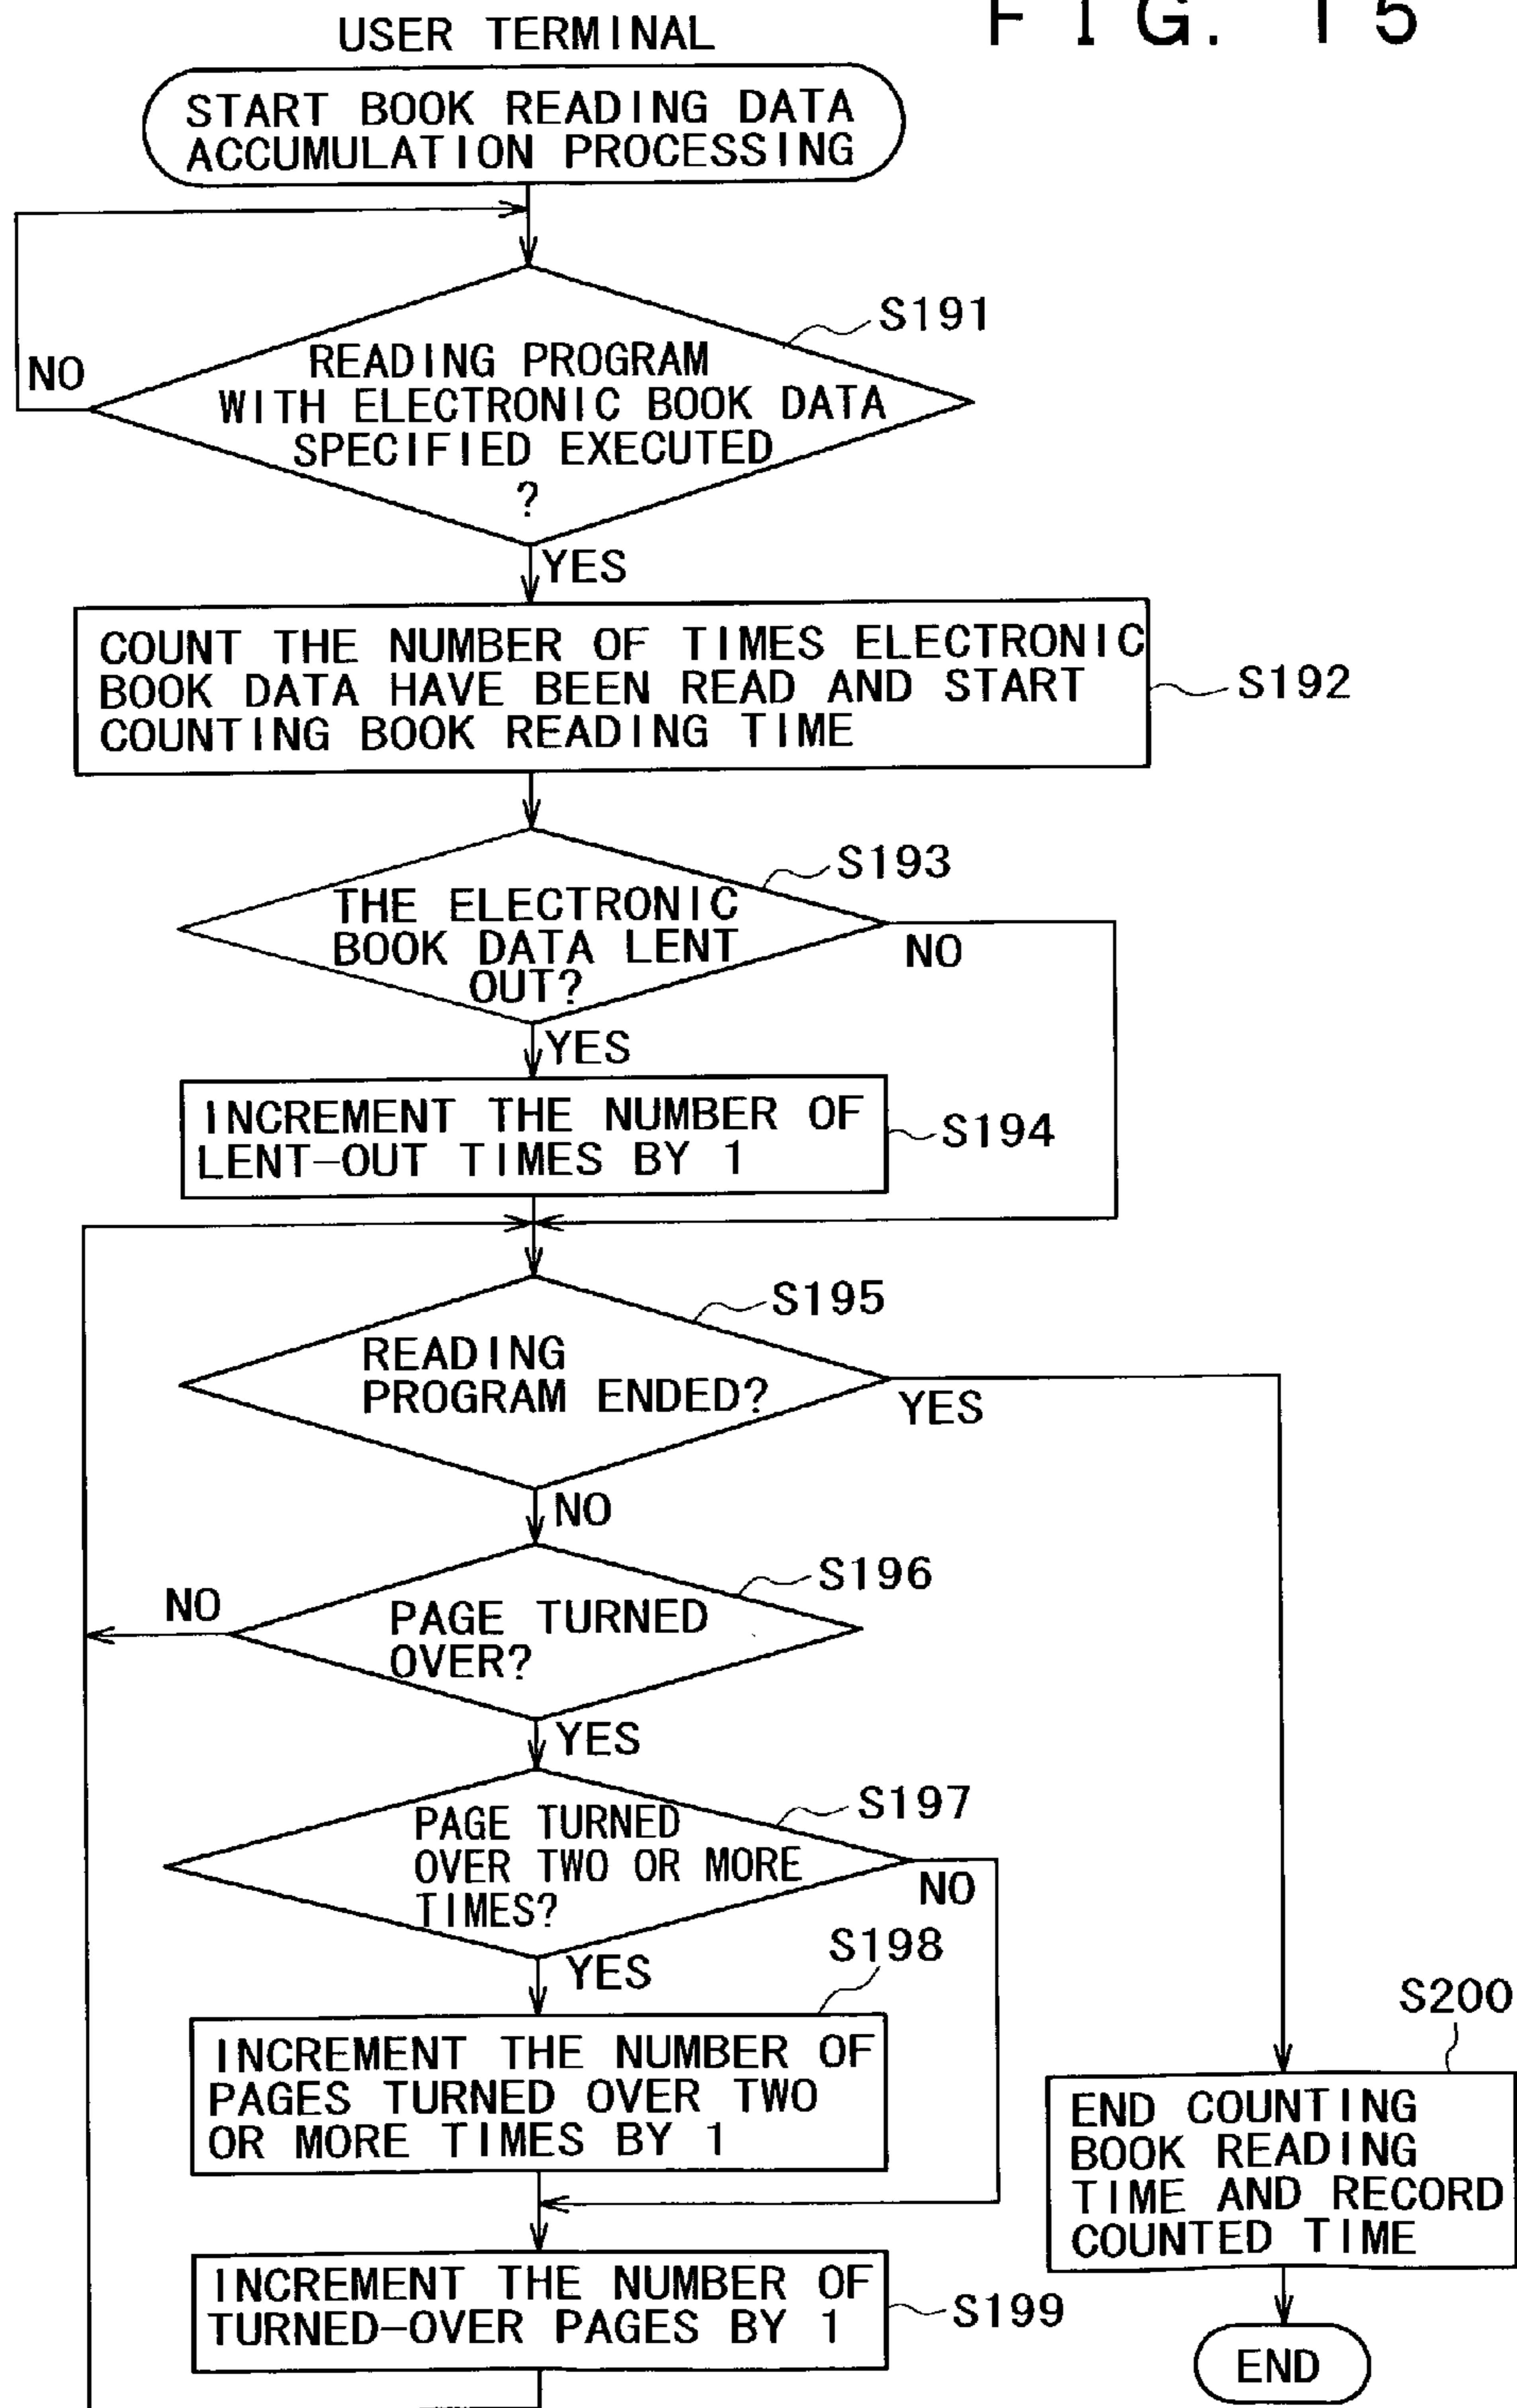 FIG. 15
USER TERMINAL
START BOOK READING DATA
ACCUMULATION PROCESSING
S191
NO
READING PROGRAM
WITH ELECTRONIC BOOK DATA
SPECIFIED EXECUTED
?
YES
COUNT THE NUMBER OF TIMES ELECTRONIC
BOOK DATA HAVE BEEN READ AND START
COUNTING BOOK READING TIME
S192
S193
THE ELECTRONIC
BOOK DATA LENT
OUT?
NO
YES
INCREMENT THE NUMBER OF
LENT-OUT TIMES BY 1
S194
S195
READING
PROGRAM ENDED?
YES
NO
S196
NO
PAGE TURNED
OVER?
YES
S197
PAGE TURNED
OVER TWO OR MORE
TIMES?
NO
S198
YES
INCREMENT THE NUMBER OF
PAGES TURNED OVER TWO
OR MORE TIMES BY 1
S200
END COUNTING
BOOK READING
TIME AND RECORD
COUNTED TIME
INCREMENT THE NUMBER OF
TURNED-OVER PAGES BY 1
S199
END